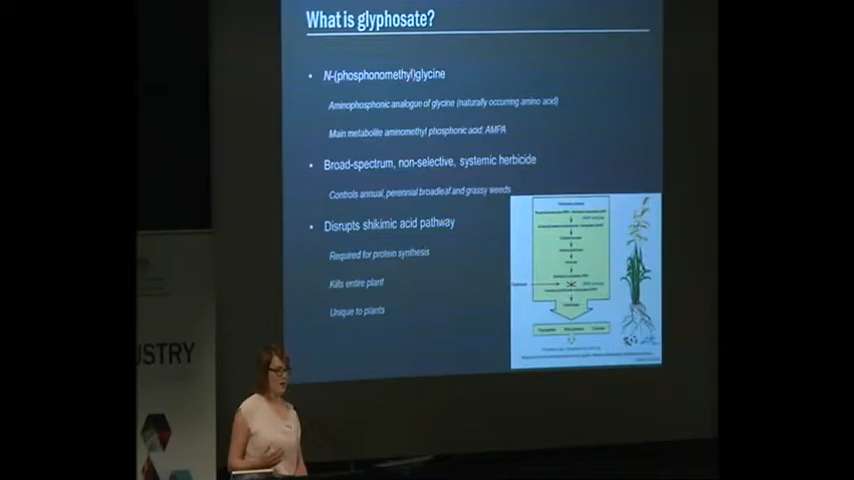 What is glyphosate?
• N-(phosphonomethyl)glycine
Aminophosphonic analogue of glycine (naturally occurring amino acid)
Main metabolite aminomethyl phosphonic acid; AMPA
• Broad-spectrum, non-selective, systemic herbicide
Controls annual, perennial broadleaf and grassy weeds
• Disrupts shikimic acid pathway
Required for protein synthesis
Kills entire plant
Unique to plants
USTRY